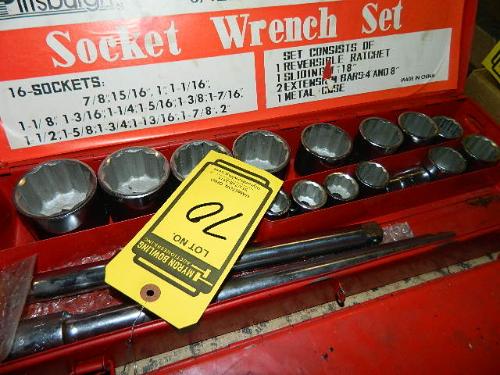 Pittsburgh
Socket Wrench Set
16-SOCKETS:
7/8; 15/16"; 1"; 1-1/16";
1-1/8"; 1-3/16"; 1-1/4"; 1-5/16"; 1-3/8"; 1-7/16"
1-1/2"; 1-5/8"; 1-3/4"; 1-13/16"; 1-7/8"; 2"
SET CONSISTS OF
1 REVERSIBLE RATCHET
1 SLIDING 18"
2 EXTENSION BARS-4" AND 8"
1 METAL CASE
MADE IN CHINA
LOT NO.
70
MYRON BOWLING
AUCTIONEERS